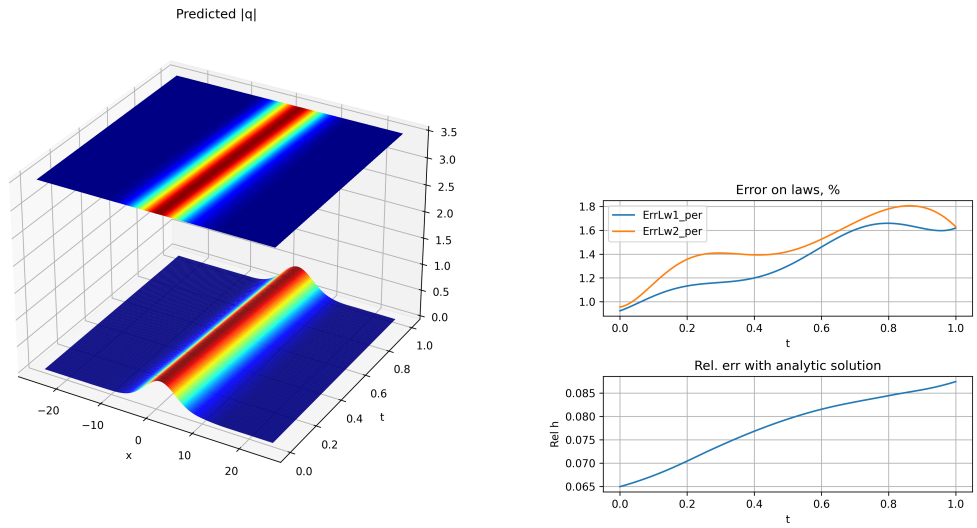 Predicted |q|
3.5
3.0
2.5
2.0
1.5
1.0
0.5
0.0
−20
−10
0
10
20
x
0.0
0.2
0.4
0.6
0.8
1.0
t
Error on laws, %
1.8
1.6
1.4
1.2
1.0
ErrLw1_per
ErrLw2_per
0.0 0.2 0.4 0.6 0.8 1.0
t
Rel. err with analytic solution
Rel h
0.085
0.080
0.075
0.070
0.065
0.0 0.2 0.4 0.6 0.8 1.0
t